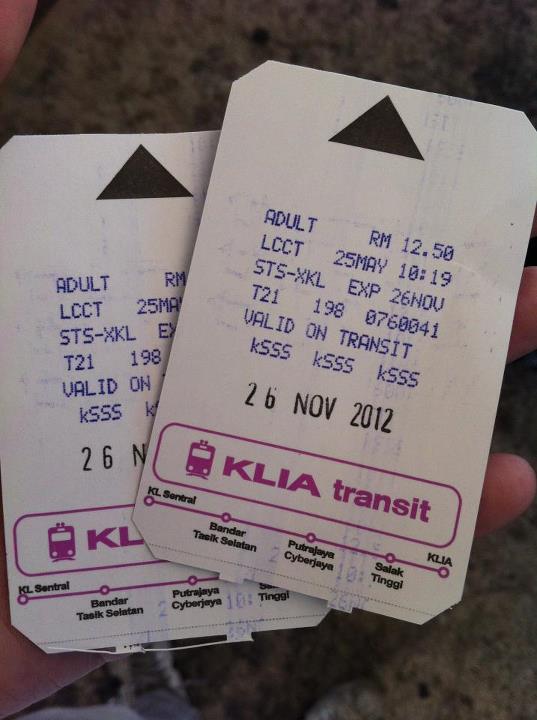 ADULT RM 12.50
LCCT 25MAY 10:19
STS-XKL EXP 26NOV
T21 198 0760041
VALID ON TRANSIT
kSSS kSSS kSSS
26 NOV 2012
KLIA transit
KL Sentral
Bandar Tasik Selatan
Putrajaya Cyberjaya
Salak Tinggi
KLIA
ADULT RM
LCCT 25MA
STS-XKL
T21 198
VALID ON
kSSS
26 N
KL
KL Sentral
Bandar Tasik Selatan
Putrajaya Cyberjaya
Tinggi